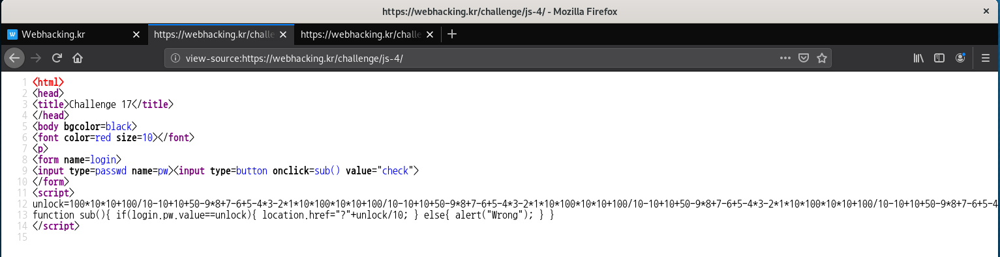 https://webhacking.kr/challenge/js-4/ - Mozilla Firefox
Webhacking.kr
https://webhacking.kr/challe
https://webhacking.kr/challe
view-source:https://webhacking.kr/challenge/js-4/
1 <html>
2 <head>
3 <title>Challenge 17</title>
4 </head>
5 <body bgcolor=black>
6 <font color=red size=10></font>
7 <p>
8 <form name=login>
9 <input type=passwd name=pw><input type=button onclick=sub() value="check">
10 </form>
11 <script>
12 unlock=100*10*10+100/10-10+10+50-9*8+7-6+5-4*3-2*1*10*100*10*10+100/10-10+10+50-9*8+7-6+5-4*3-2*1*10*100*10*10+100/10-10+10+50-9*8+7-6+5-4*3-2*1*10*100*10*10+100/10-10+10+50-9*8+7-6+5-4
13 function sub(){ if(login.pw.value==unlock){ location.href="?"+unlock/10; } else{ alert("Wrong"); } }
14 </script>
15